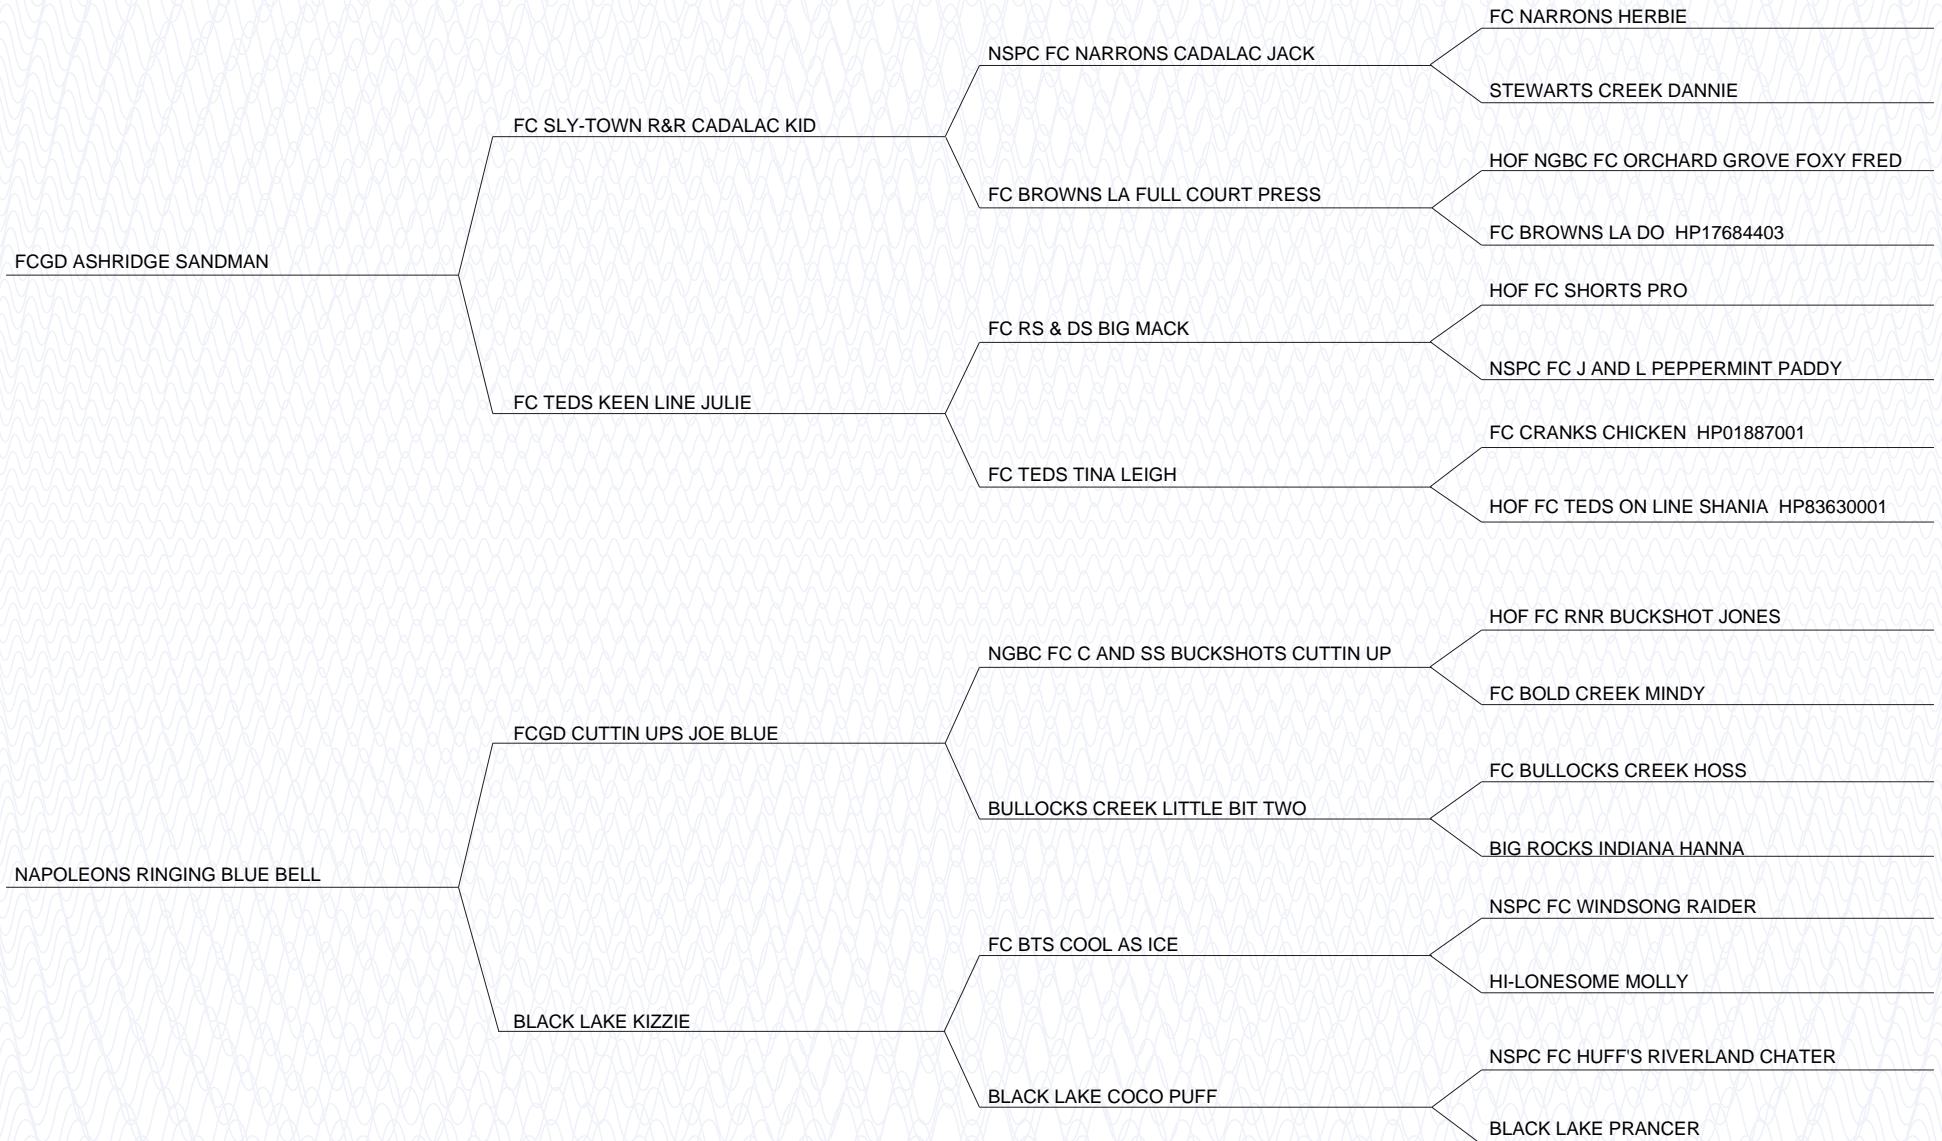 FC NARRONS HERBIE
NSPC FC NARRONS CADALAC JACK
STEWARTS CREEK DANNIE
FC SLY-TOWN R&R CADALAC KID
HOF NGBC FC ORCHARD GROVE FOXY FRED
FC BROWNS LA FULL COURT PRESS
FC BROWNS LA DO HP17684403
FCGD ASHRIDGE SANDMAN
HOF FC SHORTS PRO
FC RS & DS BIG MACK
NSPC FC J AND L PEPPERMINT PADDY
FC TEDS KEEN LINE JULIE
FC CRANKS CHICKEN HP01887001
FC TEDS TINA LEIGH
HOF FC TEDS ON LINE SHANIA HP83630001
HOF FC RNR BUCKSHOT JONES
NGBC FC C AND SS BUCKSHOTS CUTTIN UP
FC BOLD CREEK MINDY
FCGD CUTTIN UPS JOE BLUE
FC BULLOCKS CREEK HOSS
BULLOCKS CREEK LITTLE BIT TWO
BIG ROCKS INDIANA HANNA
NAPOLEONS RINGING BLUE BELL
NSPC FC WINDSONG RAIDER
FC BTS COOL AS ICE
HI-LONESOME MOLLY
BLACK LAKE KIZZIE
NSPC FC HUFF'S RIVERLAND CHATER
BLACK LAKE COCO PUFF
BLACK LAKE PRANCER